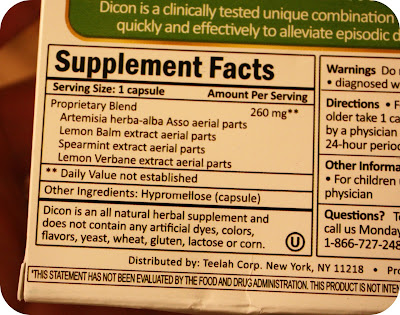 Dicon is a clinically tested unique combination
quickly and effectively to alleviate episodic
Supplement Facts
Serving Size: 1 capsule Amount Per Serving
Proprietary Blend 260 mg**
Artemisia herba-alba Asso aerial parts
Lemon Balm extract aerial parts
Spearmint extract aerial parts
Lemon Verbane extract aerial parts
** Daily Value not established
Other Ingredients: Hypromellose (capsule)
Dicon is an all natural herbal supplement and
does not contain any artificial dyes, colors,
flavors, yeast, wheat, gluten, lactose or corn.
U
Warnings Do
• diagnosed w
Directions • F
older take 1 ca
by a physician
24-hour period
Other Informa
• For children
physician
Questions? T
call us Monday
1-866-727-248
Distributed by: Teelah Corp. New York, NY 11218 • Pro
*THIS STATEMENT HAS NOT BEEN EVALUATED BY THE FOOD AND DRUG ADMINISTRATION. THIS PRODUCT IS NOT INTEN